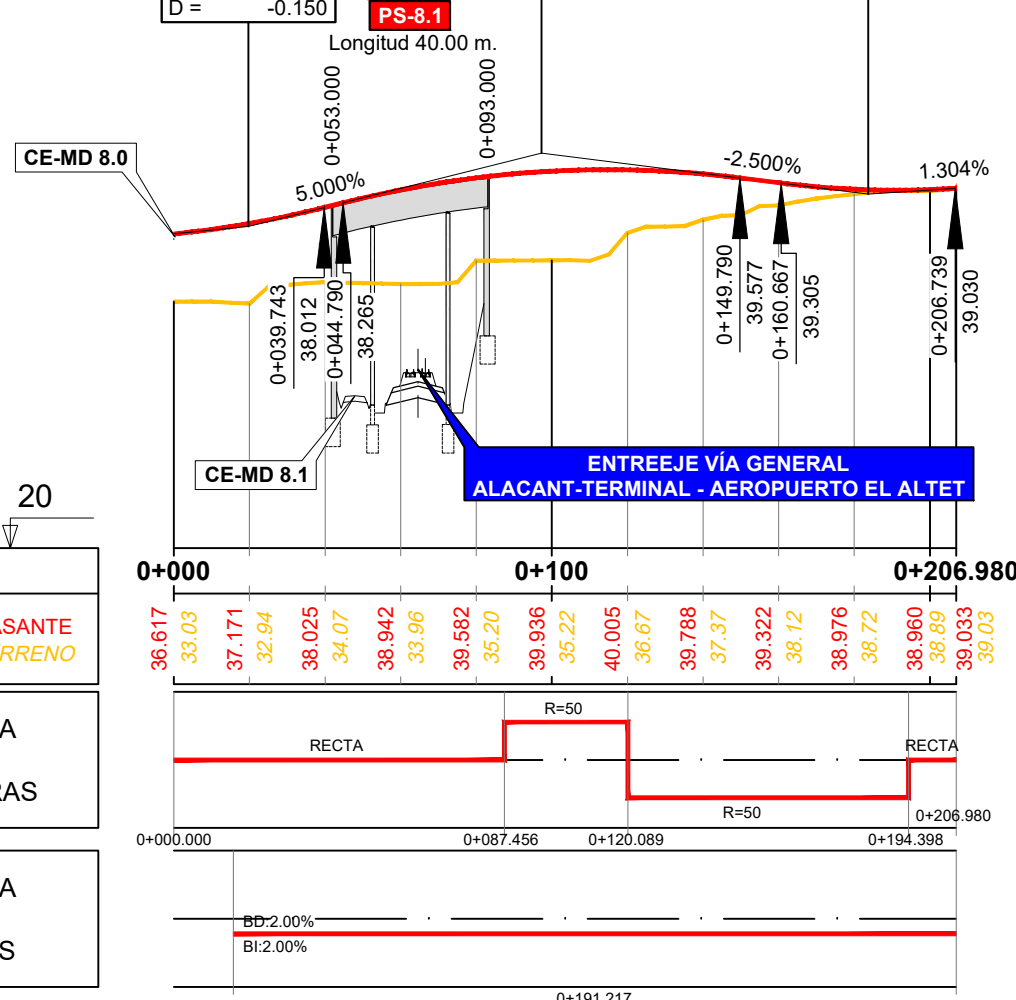 D = -0.150
PS-8.1
Longitud 40.00 m.
0+053.000
0+093.000
CE-MD 8.0
5.000%
-2.500%
1.304%
0+039.743
38.012
0+044.790
38.265
0+149.790
39.577
0+160.667
39.305
0+206.739
39.030
CE-MD 8.1
ENTREEJE VÍA GENERAL
ALACANT-TERMINAL - AEROPUERTO EL ALTET
20
0+000
0+100
0+206.980
ASANTE
RRENO
36.617
33.03
37.171
32.94
38.025
34.07
38.942
33.96
39.582
35.20
39.936
35.22
40.005
36.67
39.788
37.37
39.322
38.12
38.976
38.72
38.960
38.89
39.033
39.03
A
RAS
RECTA
R=50
R=50
RECTA
0+000.000
0+087.456
0+120.089
0+194.398
0+206.980
A
S
BD:2.00%
BI:2.00%
0+191.217